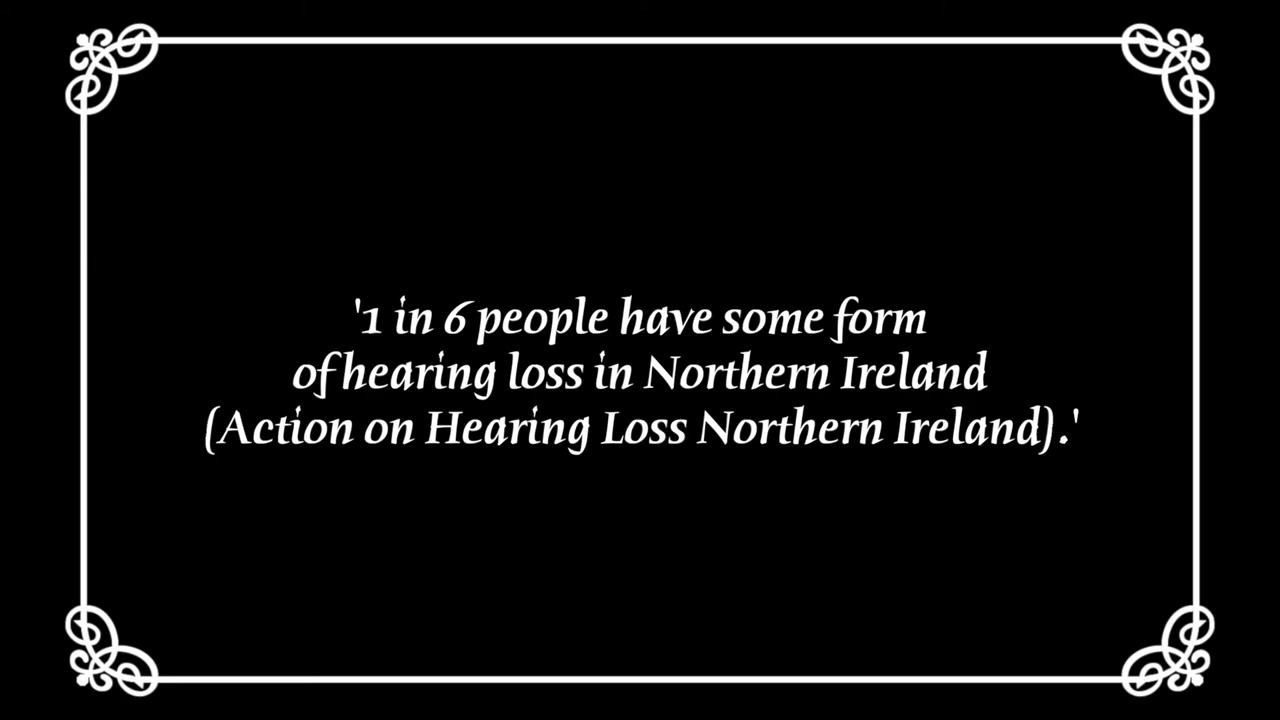 '1 in 6 people have some form
of hearing loss in Northern Ireland
(Action on Hearing Loss Northern Ireland).'